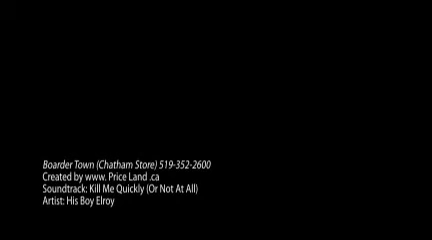 Boarder Town (Chatham Store) 519-352-2600
Created by www. Price Land .ca
Soundtrack: Kill Me Quickly (Or Not At All)
Artist: His Boy Elroy